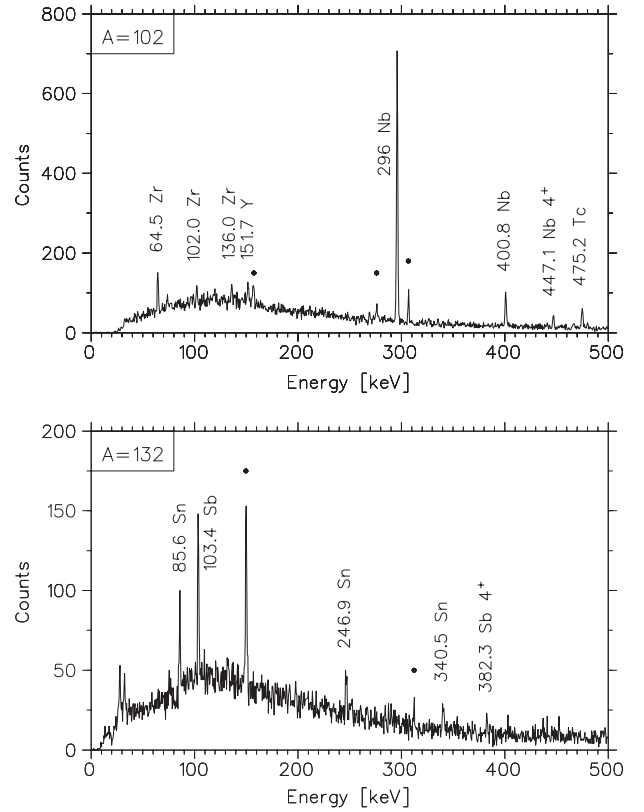 A=102
800
600
400
200
0
Counts
64.5 Zr
102.0 Zr
136.0 Zr
151.7 Y
296 Nb
400.8 Nb
447.1 Nb 4⁺
475.2 Tc
0 100 200 300 400 500
Energy [keV]
A=132
200
150
100
50
0
Counts
85.6 Sn
103.4 Sb
246.9 Sn
340.5 Sn
382.3 Sb 4⁺
0 100 200 300 400 500
Energy [keV]